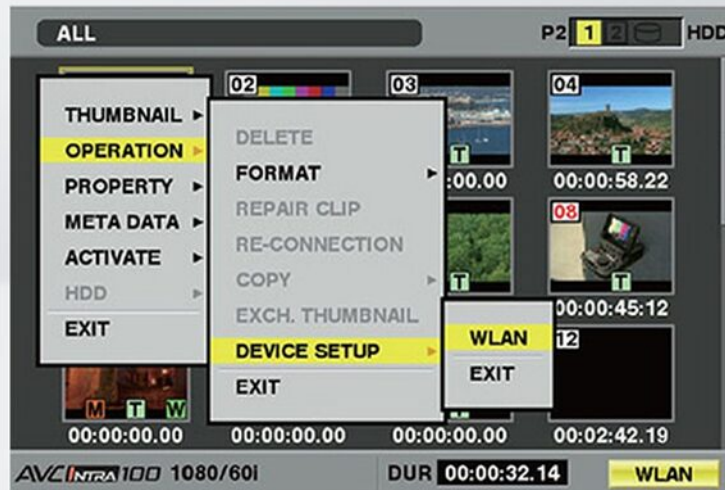 ALL
P2 1 2 HDD
THUMBNAIL
OPERATION
PROPERTY
META DATA
ACTIVATE
HDD
EXIT
DELETE
FORMAT
REPAIR CLIP
RE-CONNECTION
COPY
EXCH. THUMBNAIL
DEVICE SETUP
EXIT
WLAN
EXIT
02
03
04
T
T
:00.00
00:00:58.22
08
T
T
00:00:45:12
12
M T W
00:00:00.00
00:00:00.00
00:00:00.00
00:02:42.19
AVC INTRA 100 1080/60i
DUR 00:00:32.14
WLAN